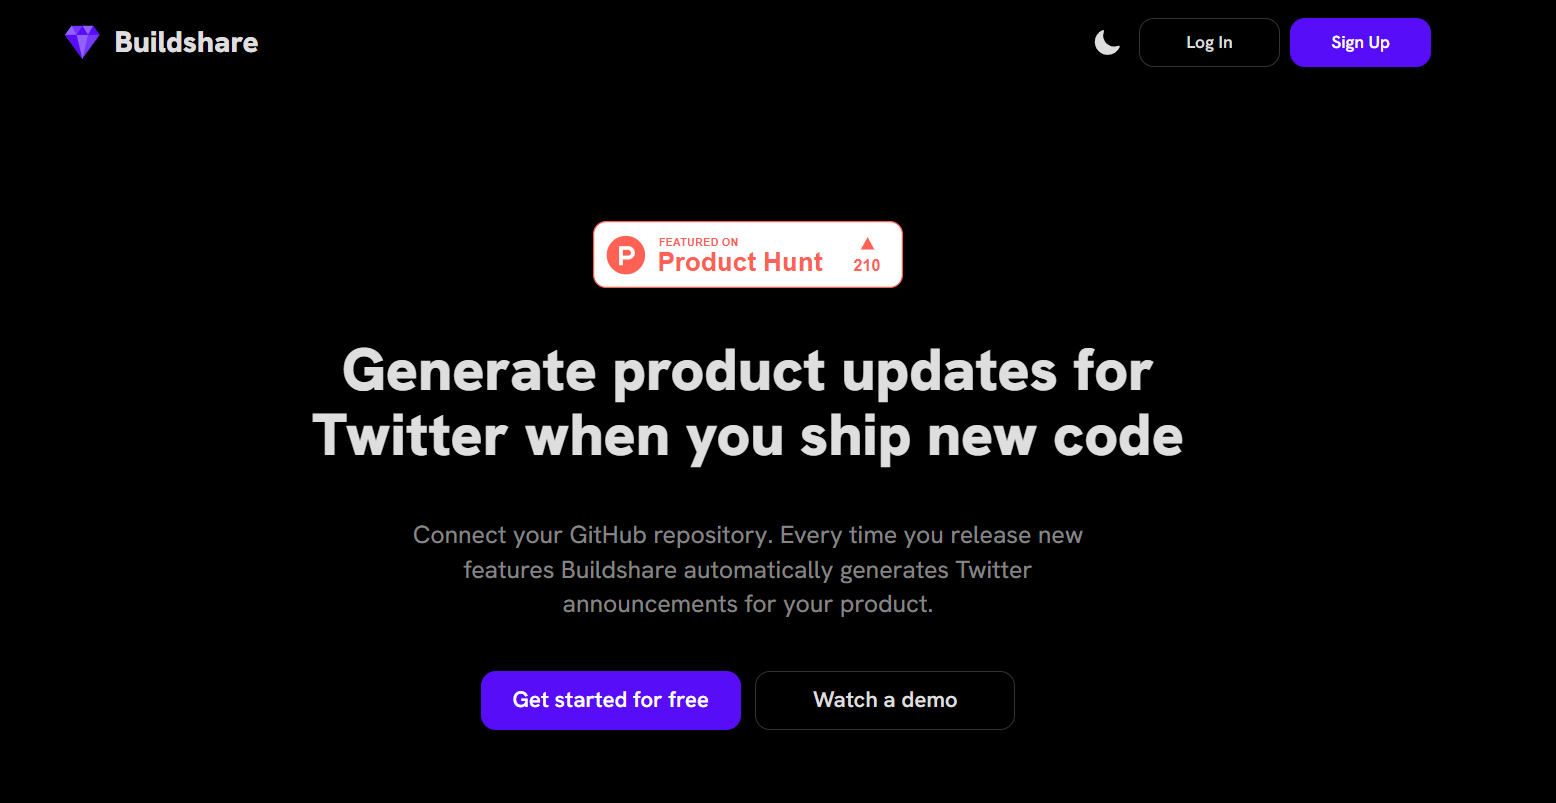 Buildshare
Log In
Sign Up
FEATURED ON
Product Hunt
210
Generate product updates for
Twitter when you ship new code
Connect your GitHub repository. Every time you release new
features Buildshare automatically generates Twitter
announcements for your product.
Get started for free
Watch a demo